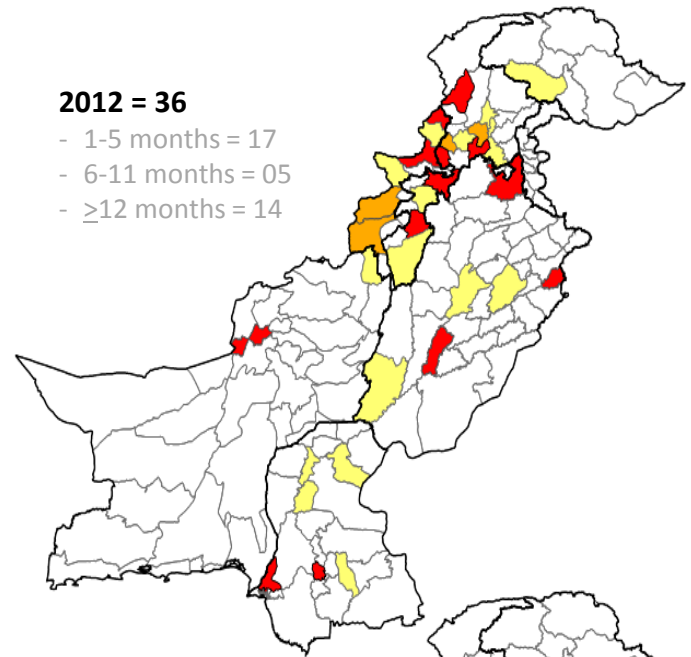 2012 = 36
- 1-5 months = 17
- 6-11 months = 05
- >12 months = 14